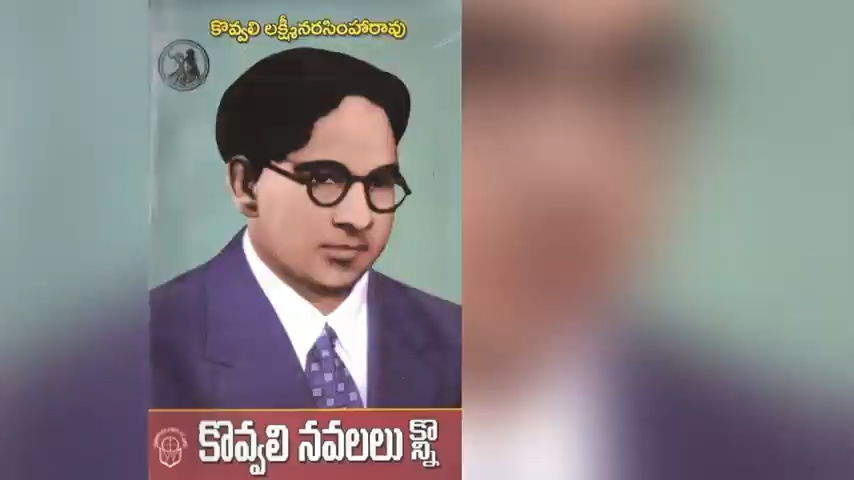 కొవ్వలి లక్ష్మీనరసింహారావు
కొవ్వలి నవలలు కొన్ని